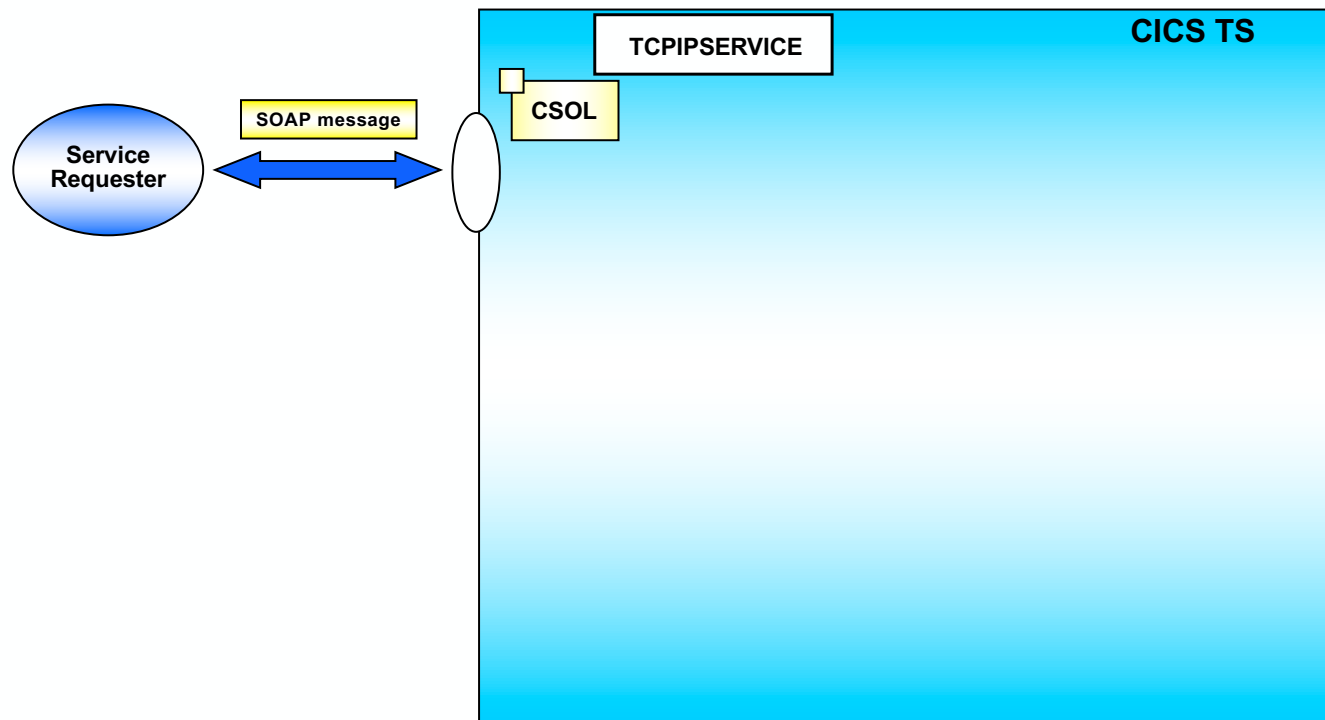 CICS TS
TCPIPSERVICE
CSOL
SOAP message
Service
Requester